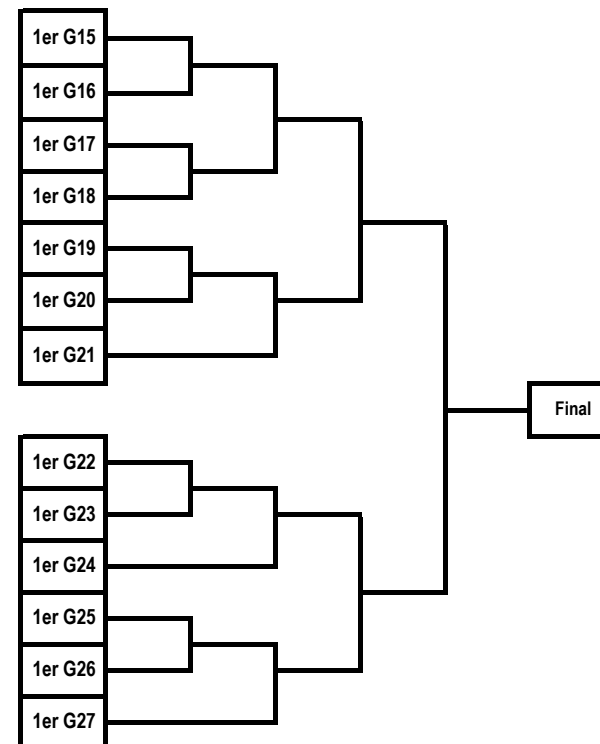 1er G15
1er G16
1er G17
1er G18
1er G19
1er G20
1er G21
Final
1er G22
1er G23
1er G24
1er G25
1er G26
1er G27